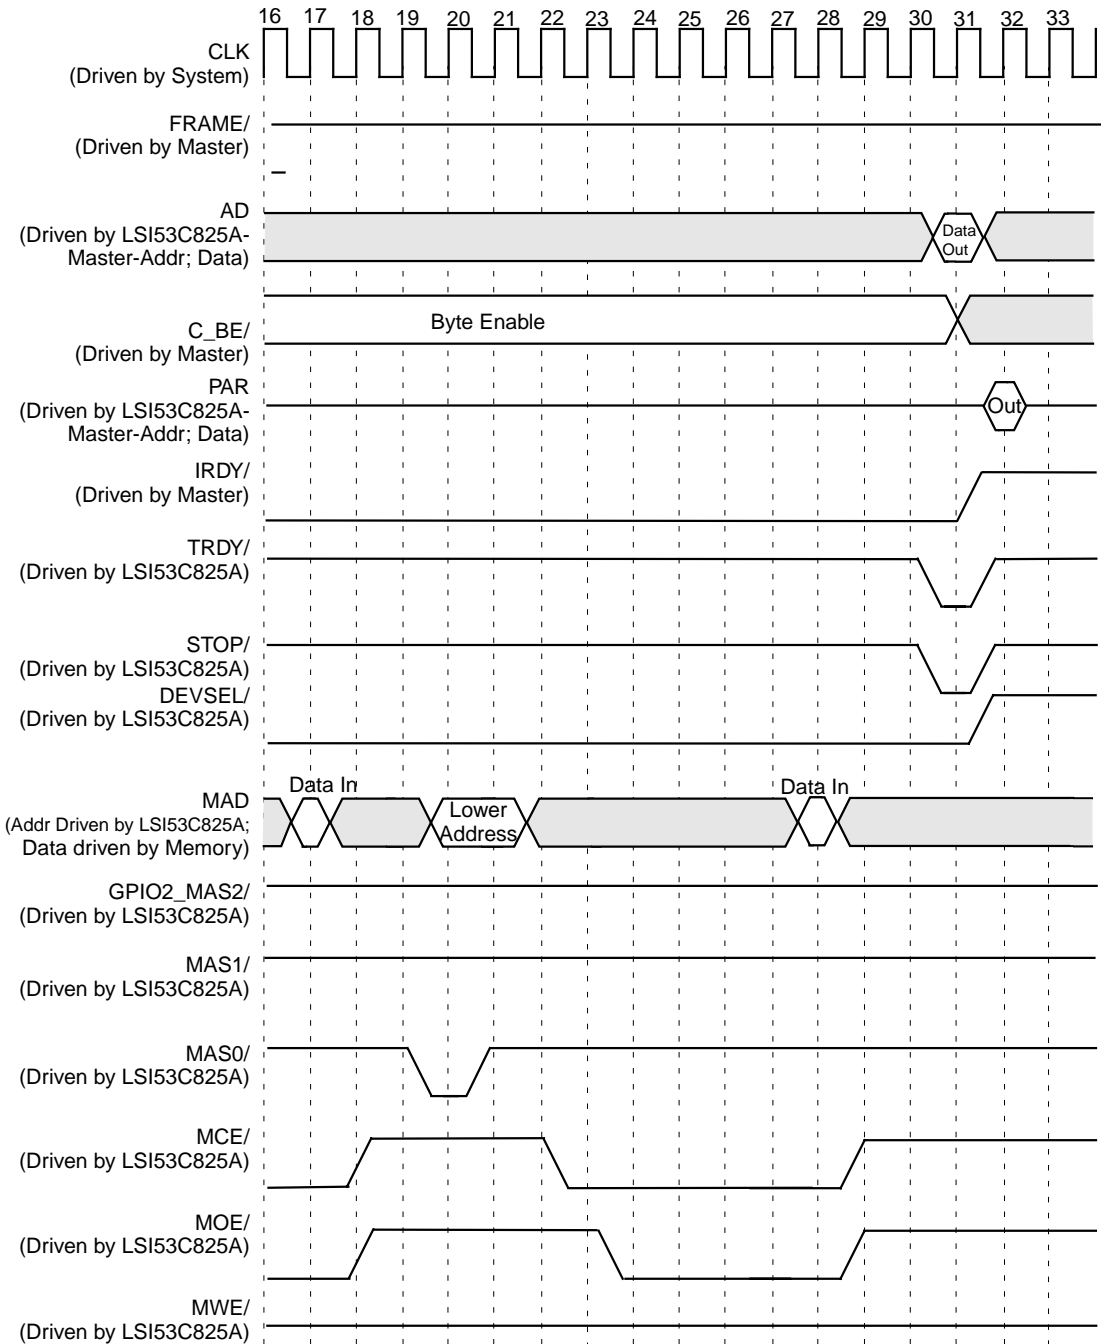 16 17 18 19 20 21 22 23 24 25 26 27 28 29 30 31 32 33
CLK
(Driven by System)
FRAME/
(Driven by Master)
AD
(Driven by LSI53C825A-
Master-Addr; Data)
Data
Out
C_BE/
(Driven by Master)
Byte Enable
PAR
(Driven by LSI53C825A-
Master-Addr; Data)
Out
IRDY/
(Driven by Master)
TRDY/
(Driven by LSI53C825A)
STOP/
(Driven by LSI53C825A)
DEVSEL/
(Driven by LSI53C825A)
MAD
(Addr Driven by LSI53C825A;
Data driven by Memory)
Data In
Lower
Address
Data In
GPIO2_MAS2/
(Driven by LSI53C825A)
MAS1/
(Driven by LSI53C825A)
MAS0/
(Driven by LSI53C825A)
MCE/
(Driven by LSI53C825A)
MOE/
(Driven by LSI53C825A)
MWE/
(Driven by LSI53C825A)